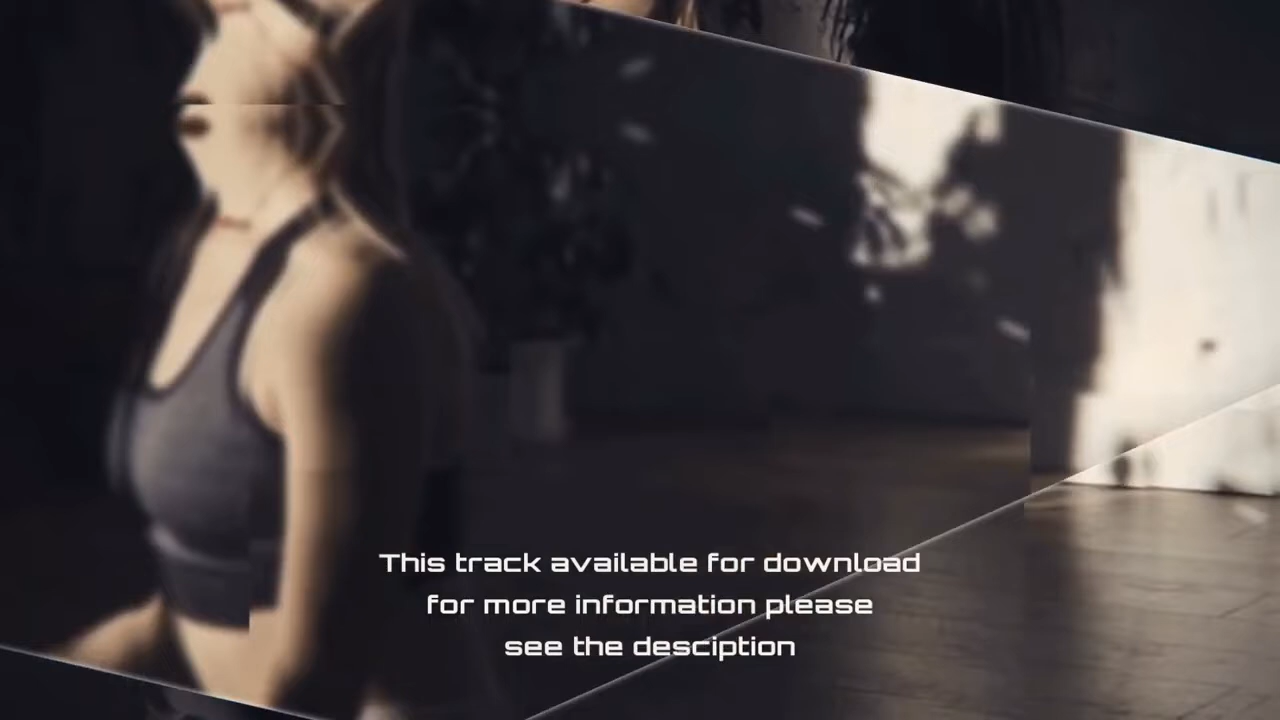 This track available for download
for more information please
see the desciption